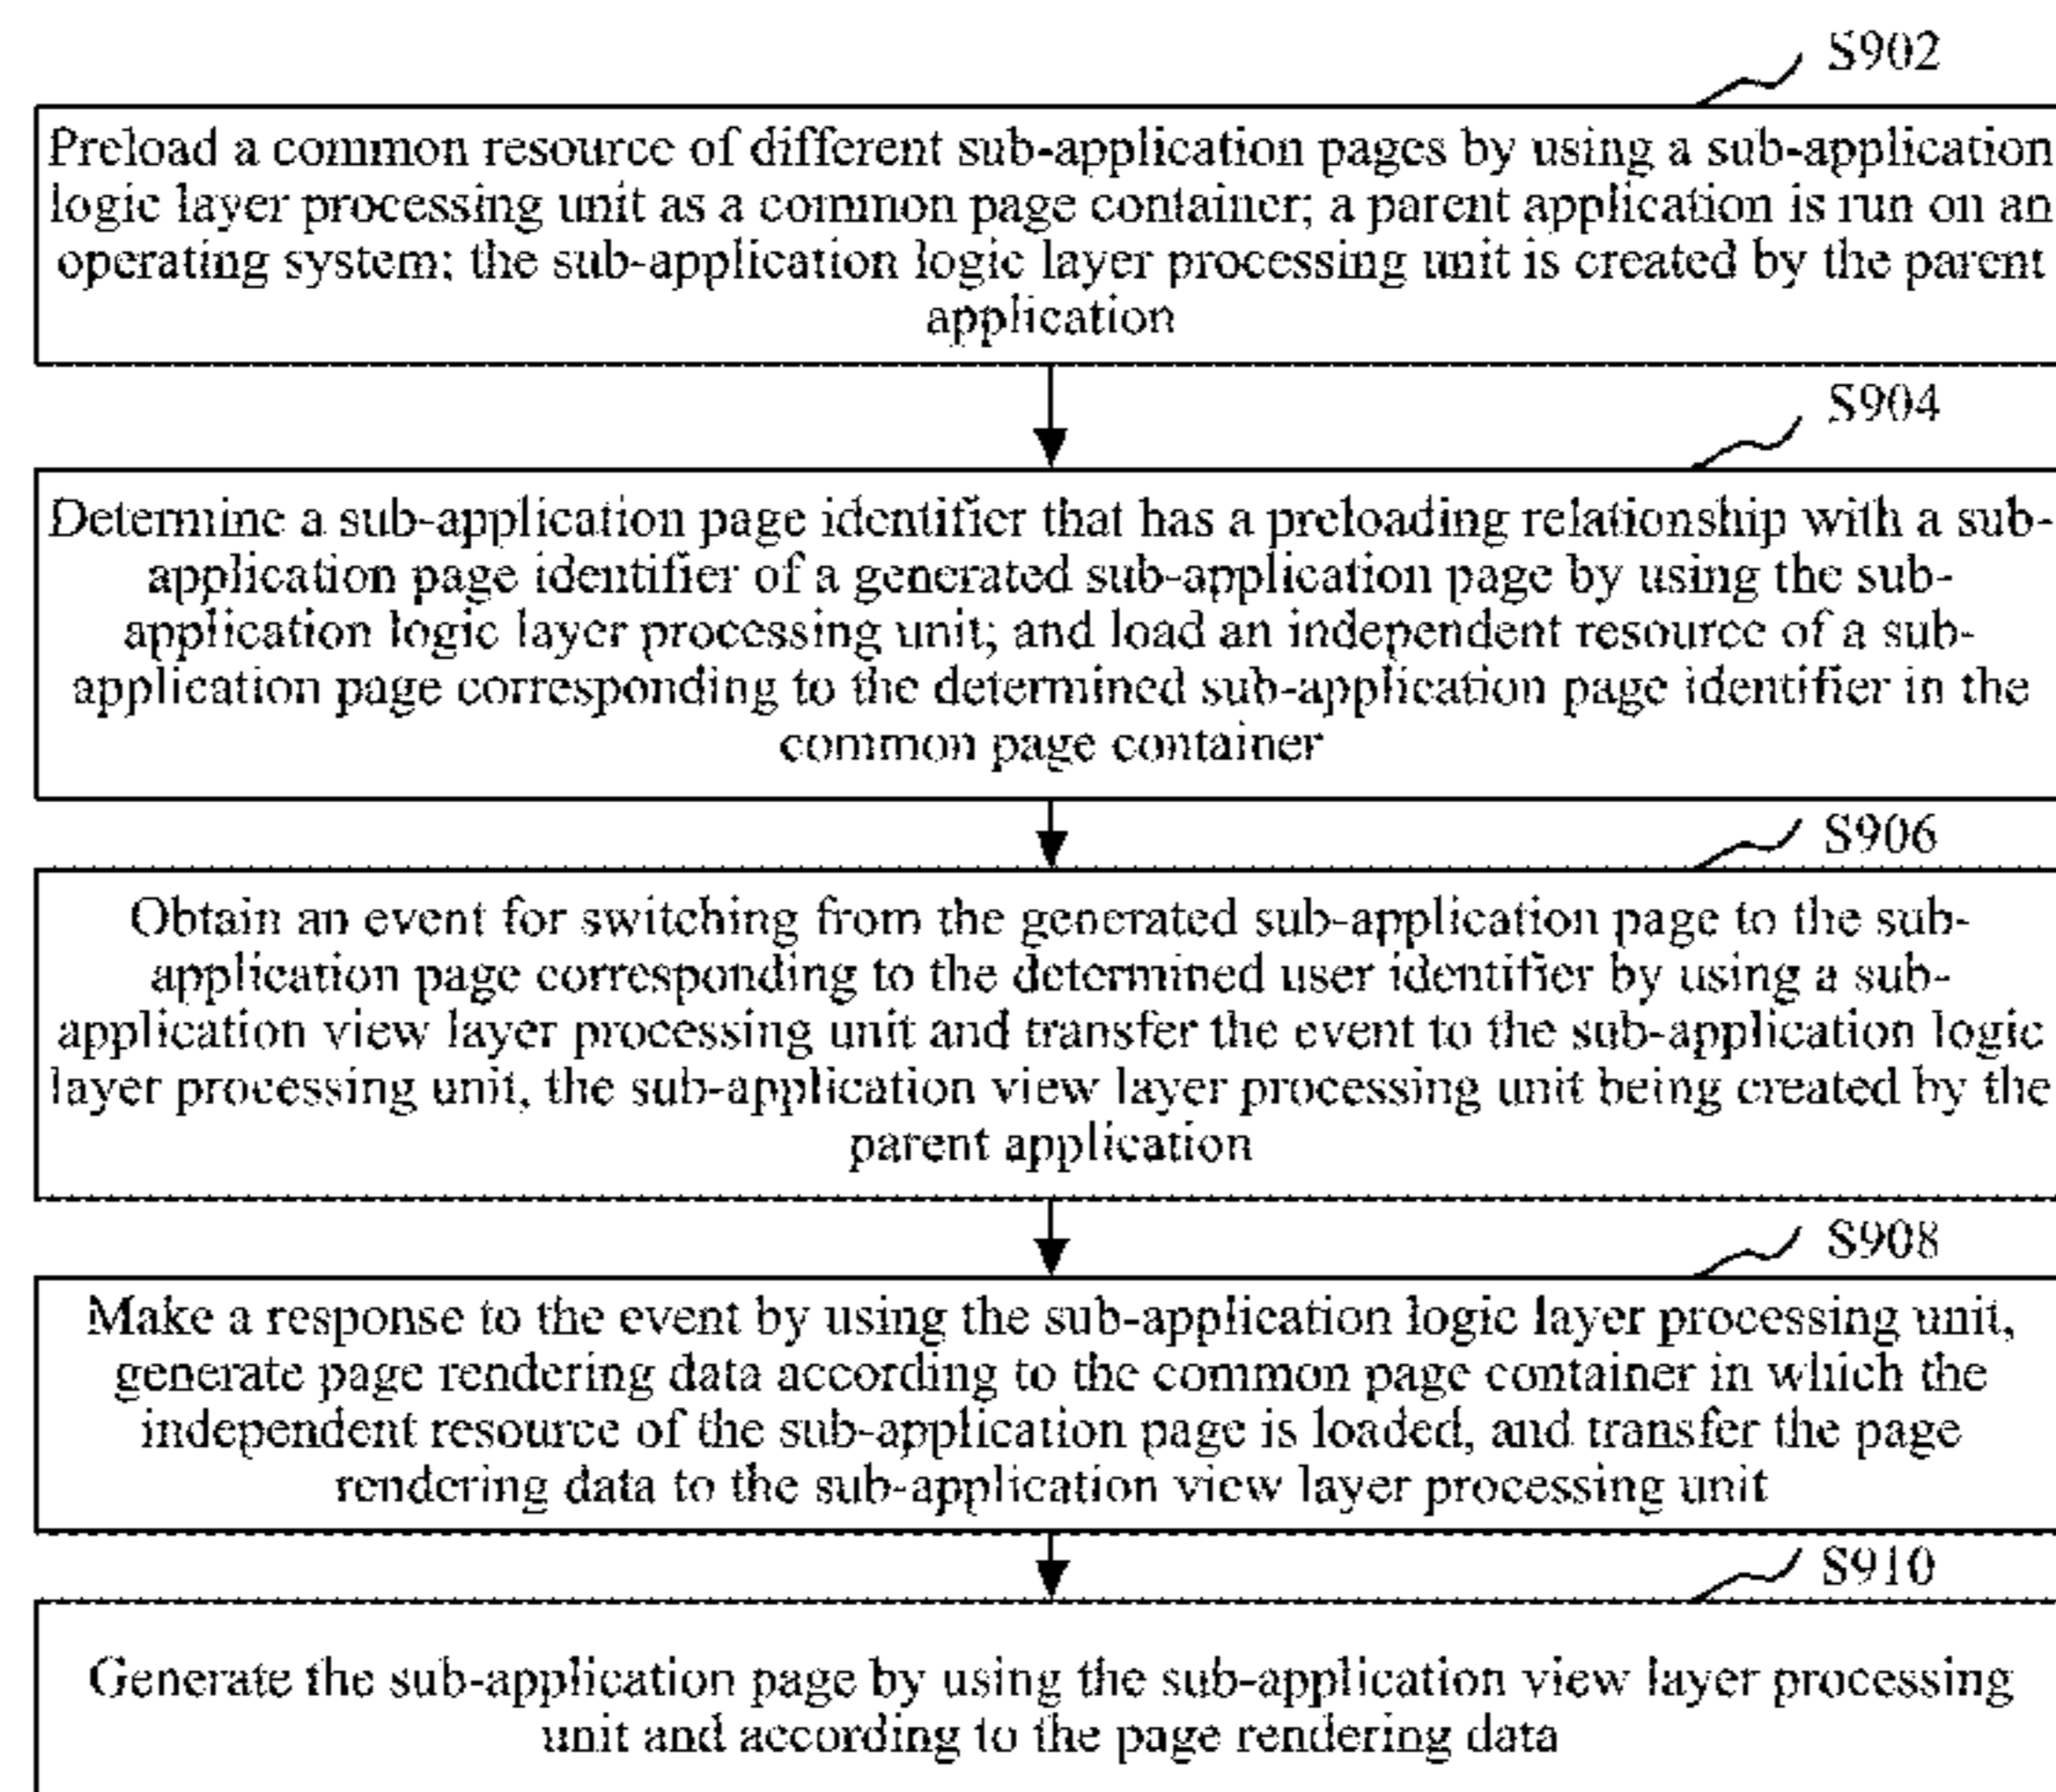 S902
Preload a common resource of different sub-application pages by using a sub-application
logic layer processing unit as a common page container; a parent application is run on an
operating system; the sub-application logic layer processing unit is created by the parent
application
S904
Determine a sub-application page identifier that has a preloading relationship with a sub-
application page identifier of a generated sub-application page by using the sub-
application logic layer processing unit; and load an independent resource of a sub-
application page corresponding to the determined sub-application page identifier in the
common page container
S906
Obtain an event for switching from the generated sub-application page to the sub-
application page corresponding to the determined user identifier by using a sub-
application view layer processing unit and transfer the event to the sub-application logic
layer processing unit, the sub-application view layer processing unit being created by the
parent application
S908
Make a response to the event by using the sub-application logic layer processing unit,
generate page rendering data according to the common page container in which the
independent resource of the sub-application page is loaded, and transfer the page
rendering data to the sub-application view layer processing unit
S910
Generate the sub-application page by using the sub-application view layer processing
unit and according to the page rendering data